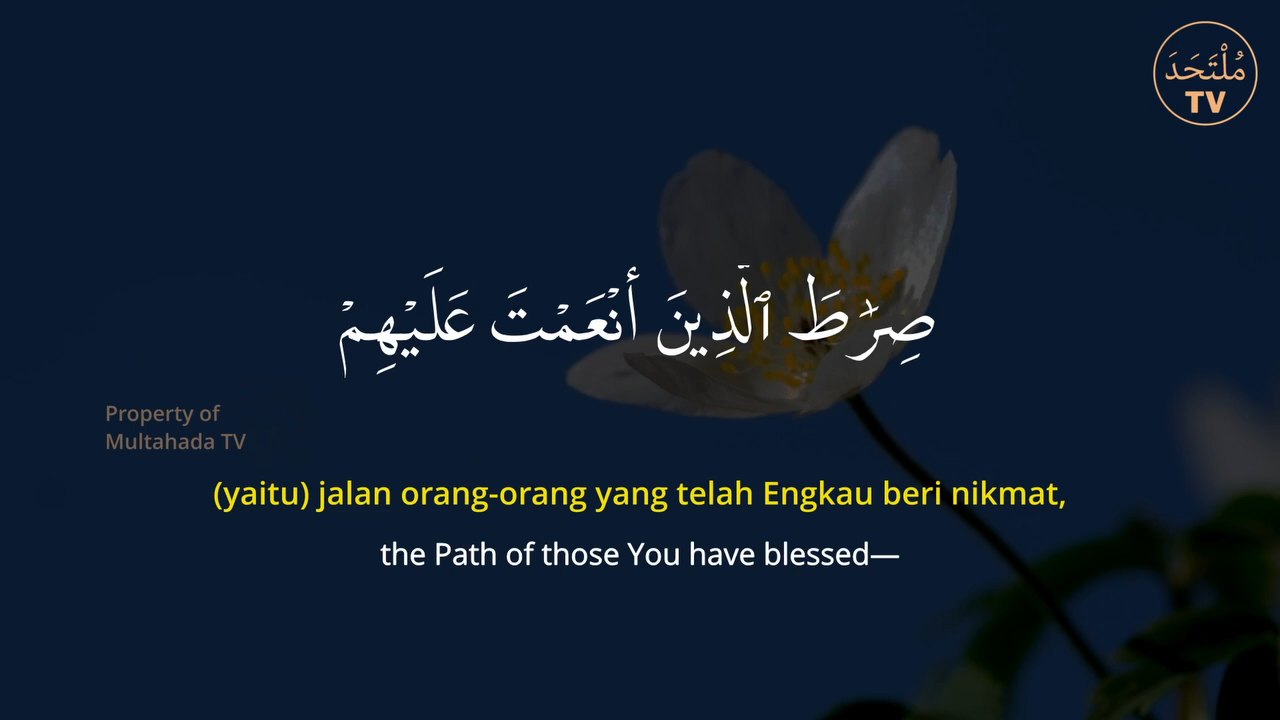 مُلْتَحَدَ
TV
صِرَٰطَ ٱلَّذِينَ أَنْعَمْتَ عَلَيْهِمْ
Property of
Multahada TV
(yaitu) jalan orang-orang yang telah Engkau beri nikmat,
the Path of those You have blessed—